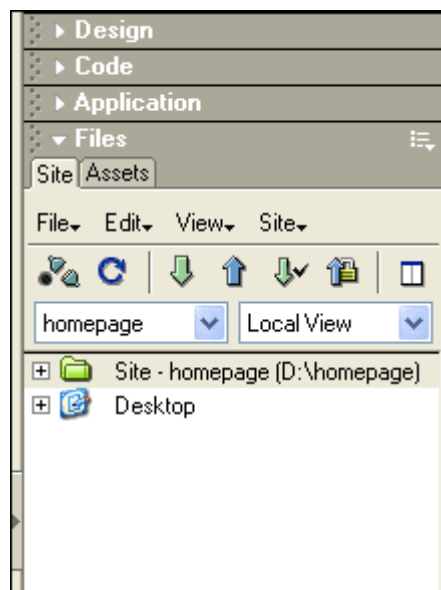 Design
Code
Application
Files
Site Assets
File Edit View Site
homepage Local View
Site - homepage (D:\homepage)
Desktop